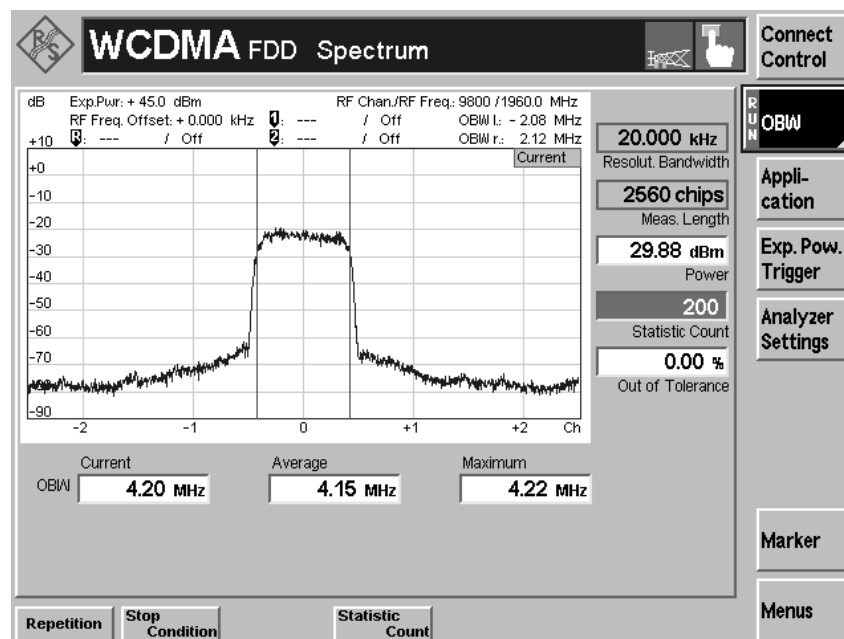 R&S
WCDMA FDD Spectrum
Connect Control
dB Exp.Pwr: + 45.0 dBm RF Chan./RF Freq.: 9800 /1960.0 MHz
RF Freq. Offset: + 0.000 kHz 1: --- / Off OBW l.: - 2.08 MHz
R: --- / Off 2: --- / Off OBW r.: 2.12 MHz
Current
+10
+0
-10
-20
-30
-40
-50
-60
-70
-90
-2 -1 0 +1 +2 Ch
20.000 kHz
Resolut. Bandwidth
2560 chips
Meas. Length
29.88 dBm
Power
200
Statistic Count
0.00 %
Out of Tolerance
RUN
OBW
Appli-
cation
Exp. Pow.
Trigger
Analyzer
Settings
Current Average Maximum
OBW 4.20 MHz 4.15 MHz 4.22 MHz
Marker
Menus
Repetition
Stop
Condition
Statistic
Count